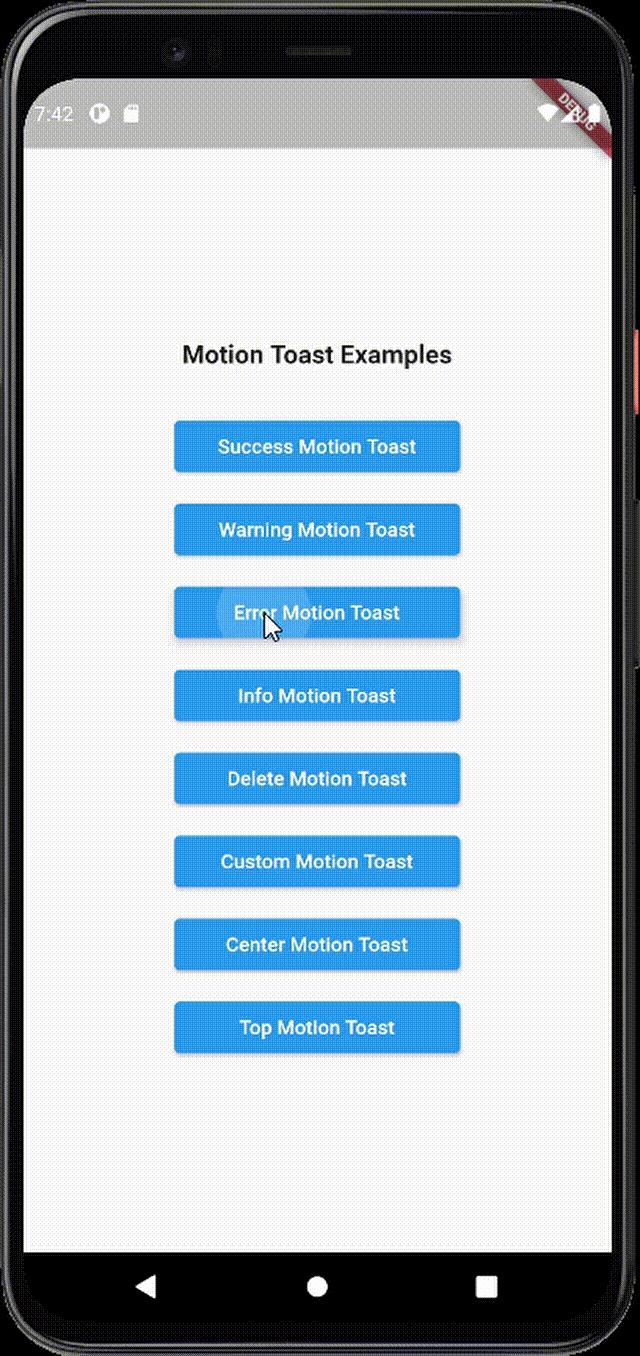 7:42
DEBUG
Motion Toast Examples
Success Motion Toast
Warning Motion Toast
Error Motion Toast
Info Motion Toast
Delete Motion Toast
Custom Motion Toast
Center Motion Toast
Top Motion Toast